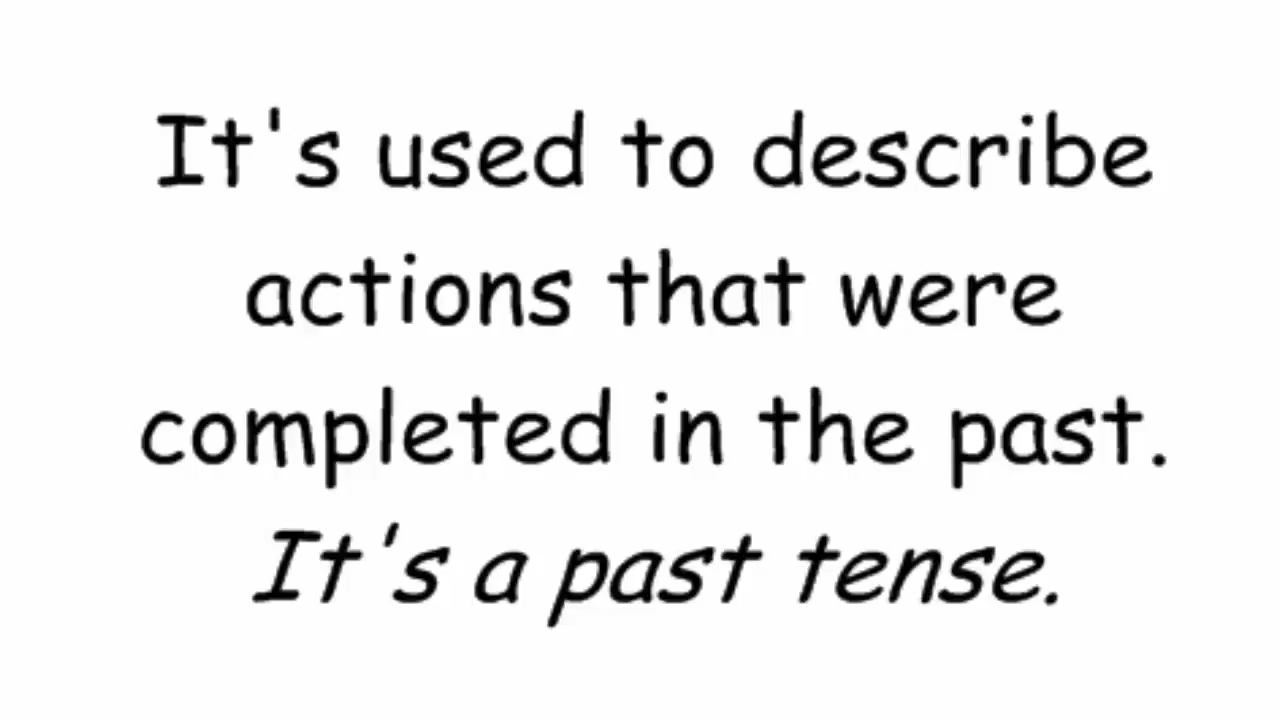 It's used to describe
actions that were
completed in the past.
It's a past tense.